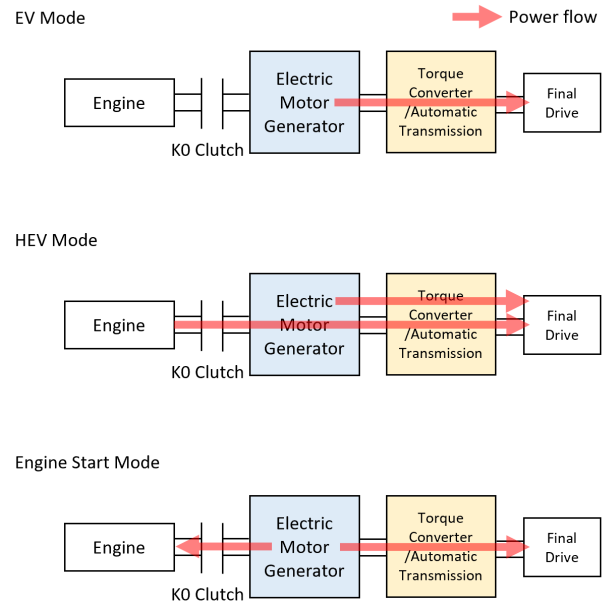 EV Mode
Power flow
Engine
K0 Clutch
Electric
Motor
Generator
Torque
Converter
/Automatic
Transmission
Final
Drive
HEV Mode
Engine
K0 Clutch
Electric
Motor
Generator
Torque
Converter
/Automatic
Transmission
Final
Drive
Engine Start Mode
Engine
K0 Clutch
Electric
Motor
Generator
Torque
Converter
/Automatic
Transmission
Final
Drive